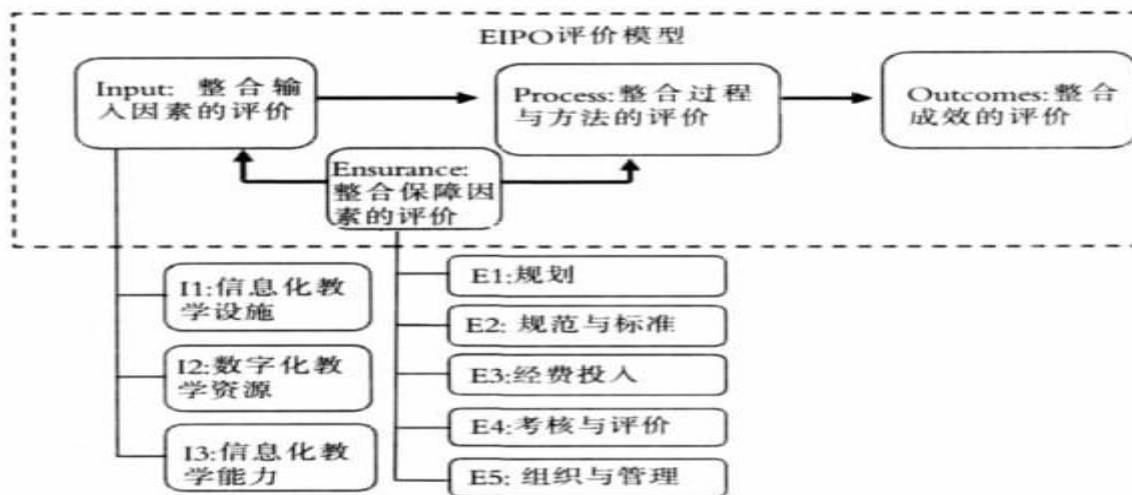 EIPO评价模型
Input: 整合输
入因素的评价
Process:整合过程
与方法的评价
Outcomes:整合
成效的评价
Ensurance:
整合保障因
素的评价
I1:信息化教
学设施
I2:数字化教
学资源
I3:信息化教
学能力
E1:规划
E2: 规范与标准
E3:经费投入
E4:考核与评价
E5: 组织与管理